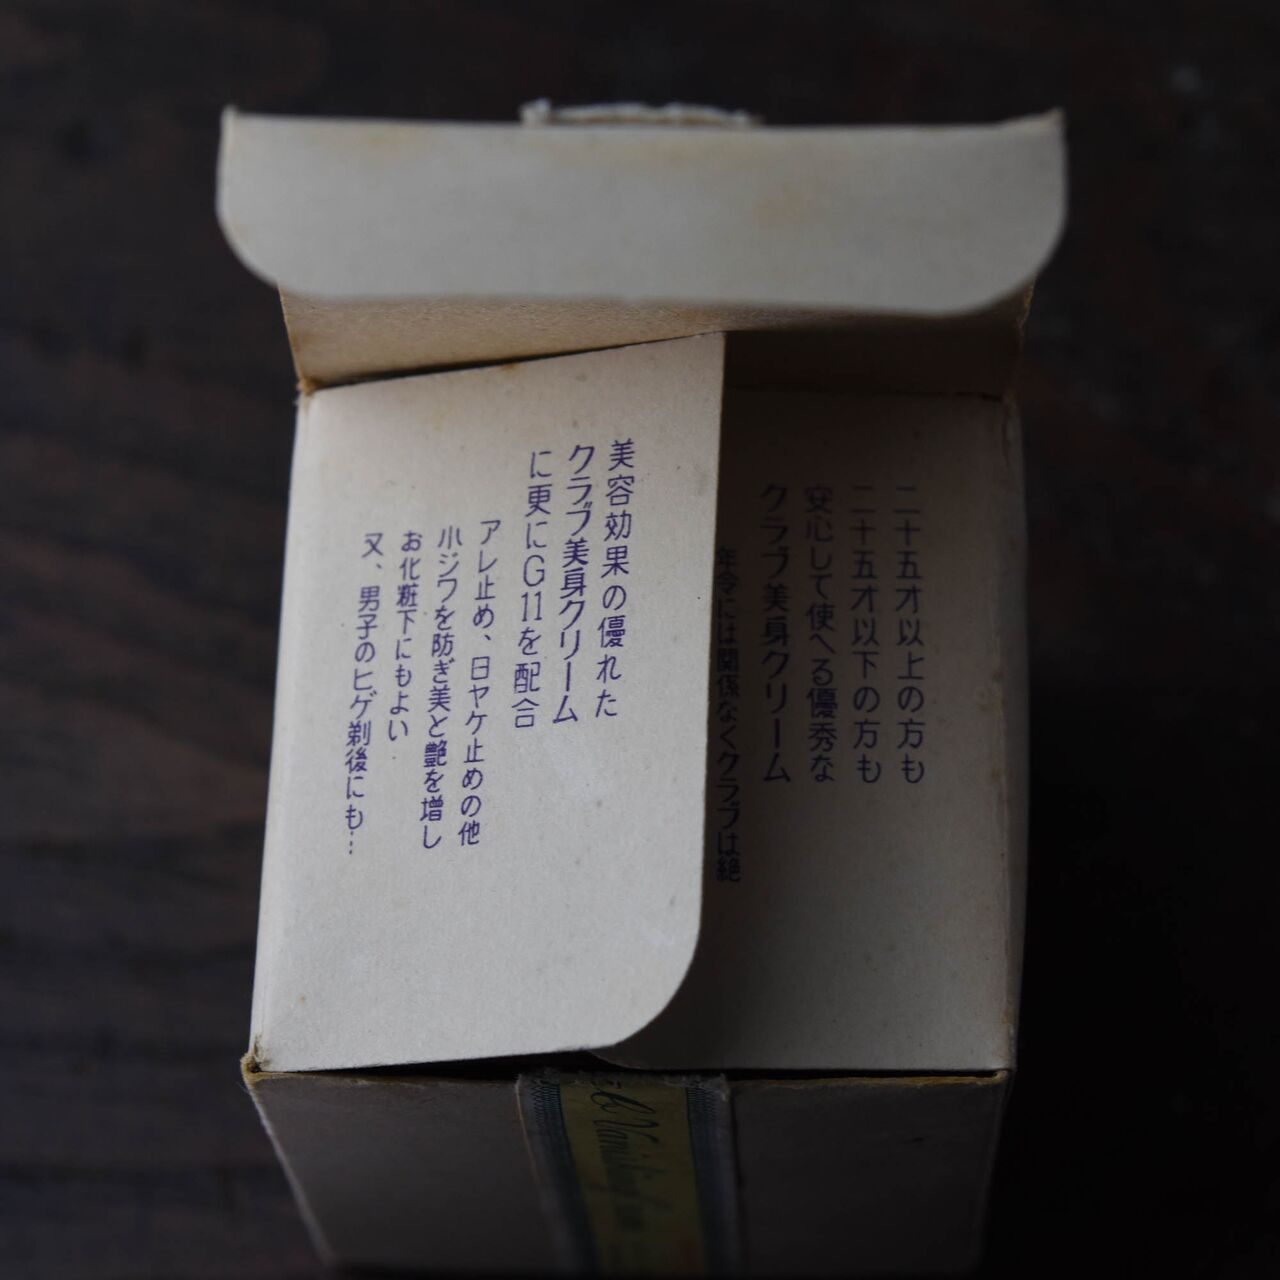 二十五才以上の方も
二十五才以下の方も
安心して使へる優秀な
クラブ美身クリーム
年令には関係なくクラブは絶
美容効果の優れた
クラブ美身クリーム
に更にG11を配合
アレ止め、日ヤケ止めの他
小ジワを防ぎ美と艶を増し
お化粧下にもよい
又、男子のヒゲ剃後にも…
Vanishing